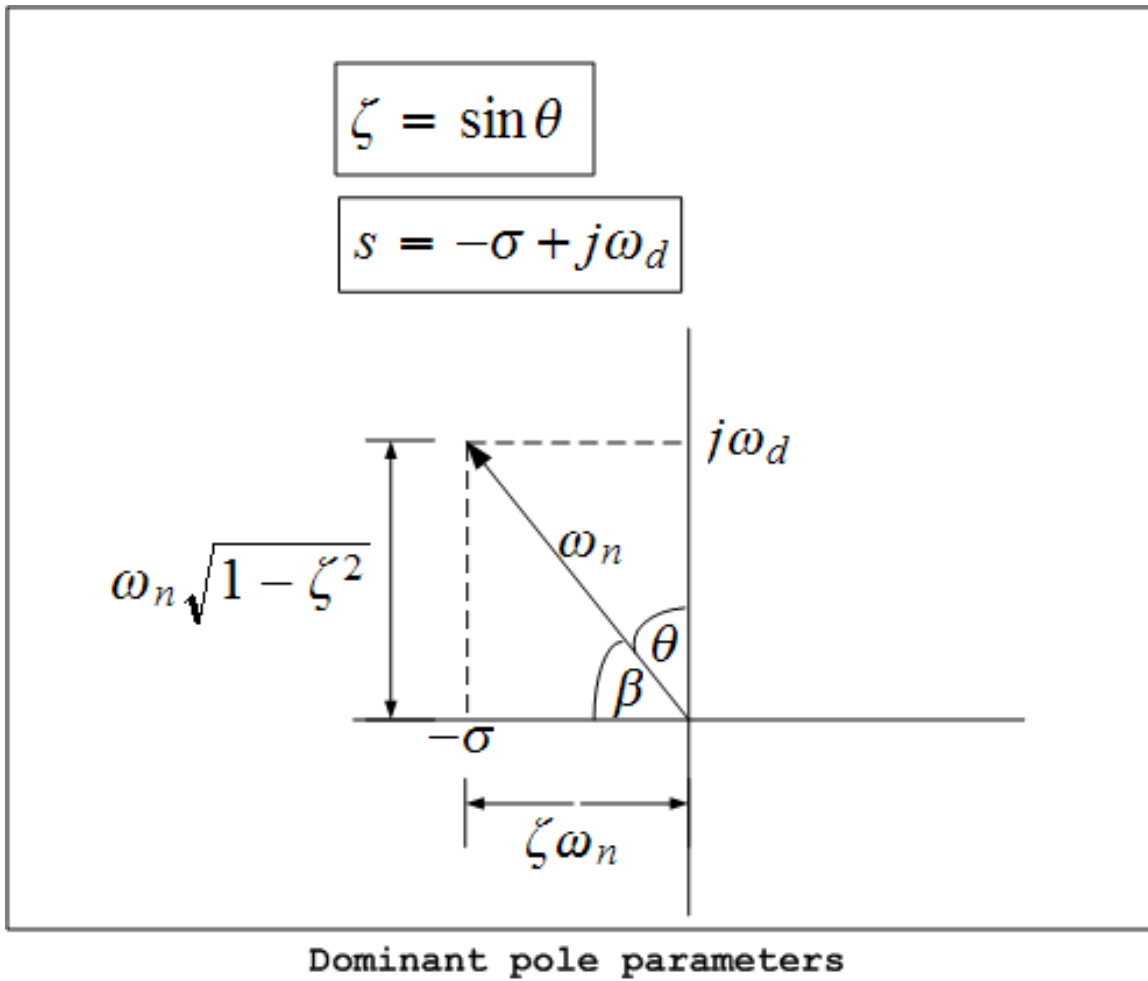 ζ = sin θ
s = −σ + jω_d
jω_d
ω_n
ω_n√(1 − ζ²)
θ
β
−σ
ζω_n
Dominant pole parameters